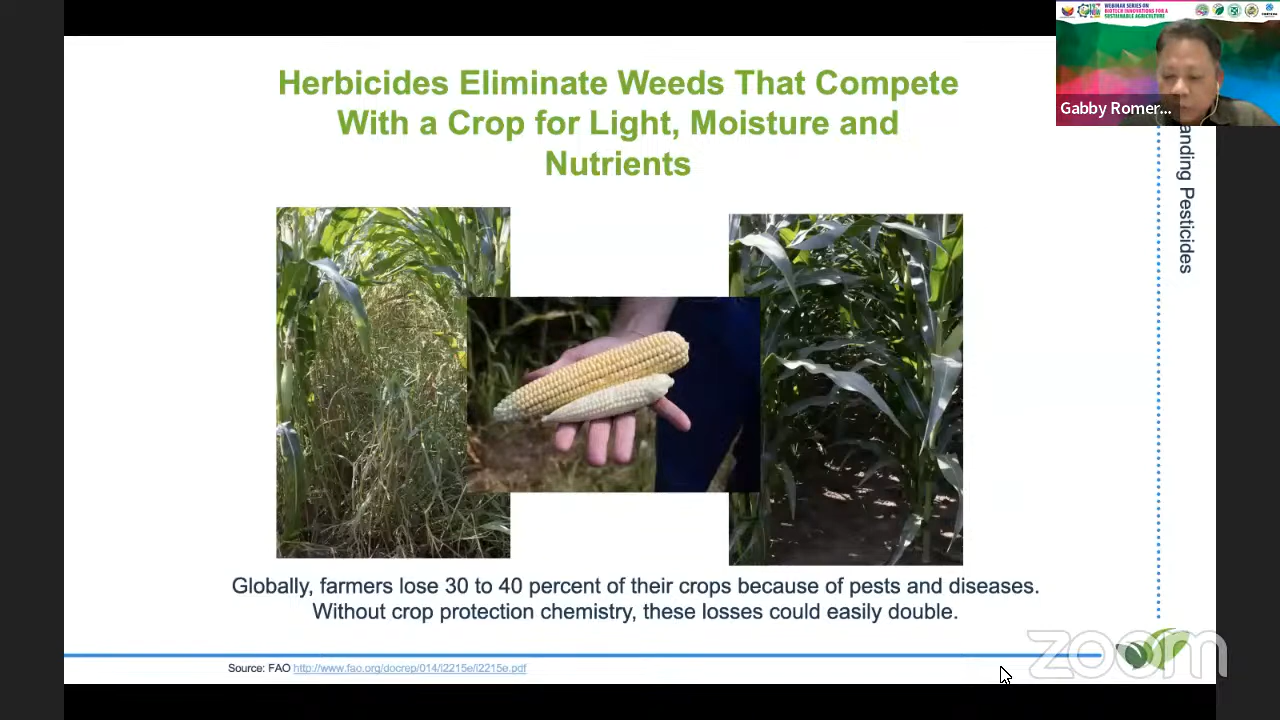 WEBINAR SERIES ON
BIOTECH INNOVATIONS FOR A
SUSTAINABLE AGRICULTURE
Gabby Romer...
Herbicides Eliminate Weeds That Compete
With a Crop for Light, Moisture and
Nutrients
anding Pesticides
Globally, farmers lose 30 to 40 percent of their crops because of pests and diseases.
Without crop protection chemistry, these losses could easily double.
zoom
Source: FAO http://www.fao.org/docrep/014/i2215e/i2215e.pdf